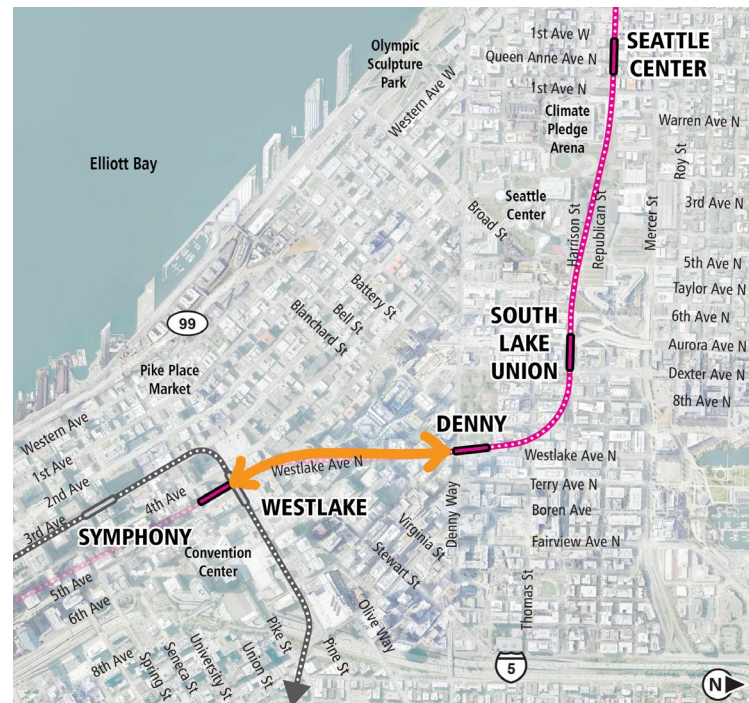 1st Ave W
Queen Anne Ave N
1st Ave N
SEATTLE
CENTER
Olympic
Sculpture
Park
Western Ave W
Climate
Pledge
Arena
Warren Ave N
Roy St
Elliott Bay
Seattle
Center
Broad St
Harrison St
Republican St
Mercer St
3rd Ave N
5th Ave N
Taylor Ave N
6th Ave N
Aurora Ave N
Dexter Ave N
8th Ave N
Battery St
Bell St
Blanchard St
99
SOUTH
LAKE
UNION
Pike Place
Market
DENNY
Western Ave
1st Ave
2nd Ave
3rd Ave
4th Ave
Westlake Ave N
Westlake Ave N
Terry Ave N
Boren Ave
Fairview Ave N
WESTLAKE
SYMPHONY
Convention
Center
Denny Way
Virginia St
Stewart St
Olive Way
Thomas St
5th Ave
6th Ave
8th Ave
Spring St
Seneca St
University St
Union St
Pike St
Pine St
5
N